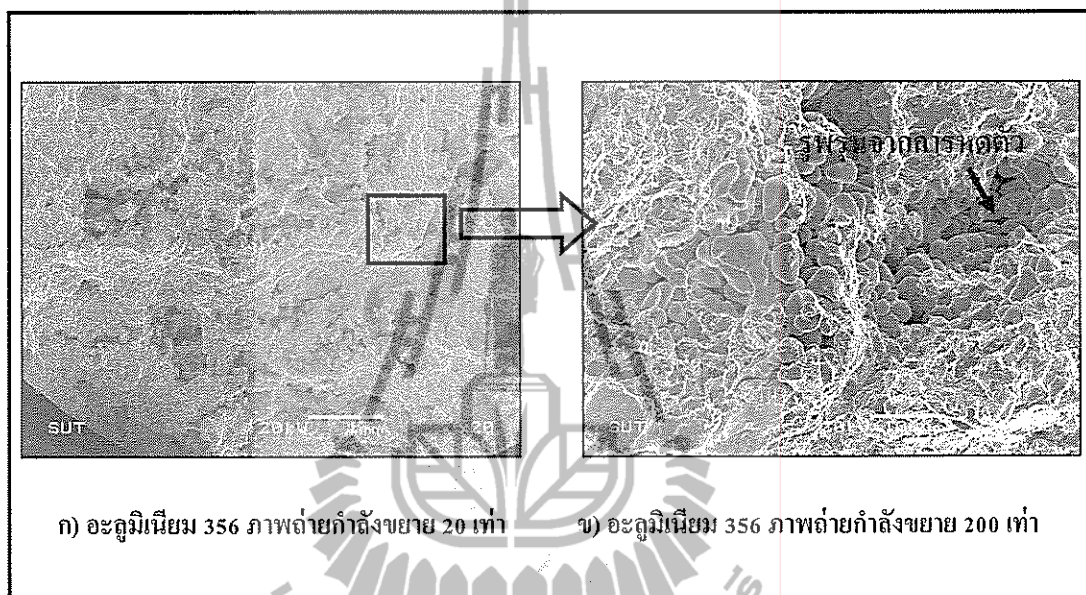 รูพรุนจากการหดตัว
SUT 20kV 1mm 20
SUT
ก) อะลูมิเนียม 356 ภาพถ่ายกำลังขยาย 20 เท่า
ข) อะลูมิเนียม 356 ภาพถ่ายกำลังขยาย 200 เท่า